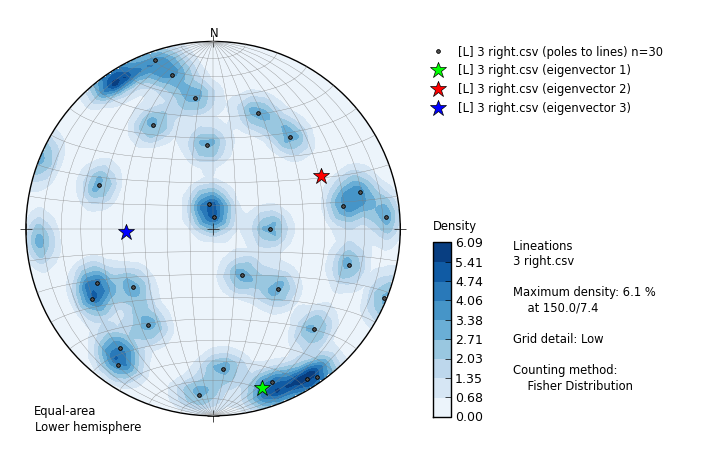 N
[L] 3 right.csv (poles to lines) n=30
[L] 3 right.csv (eigenvector 1)
[L] 3 right.csv (eigenvector 2)
[L] 3 right.csv (eigenvector 3)
Density
6.09
5.41
4.74
4.06
3.38
2.71
2.03
1.35
0.68
0.00
Lineations
3 right.csv
Maximum density: 6.1 %
at 150.0/7.4
Grid detail: Low
Counting method:
Fisher Distribution
Equal-area
Lower hemisphere